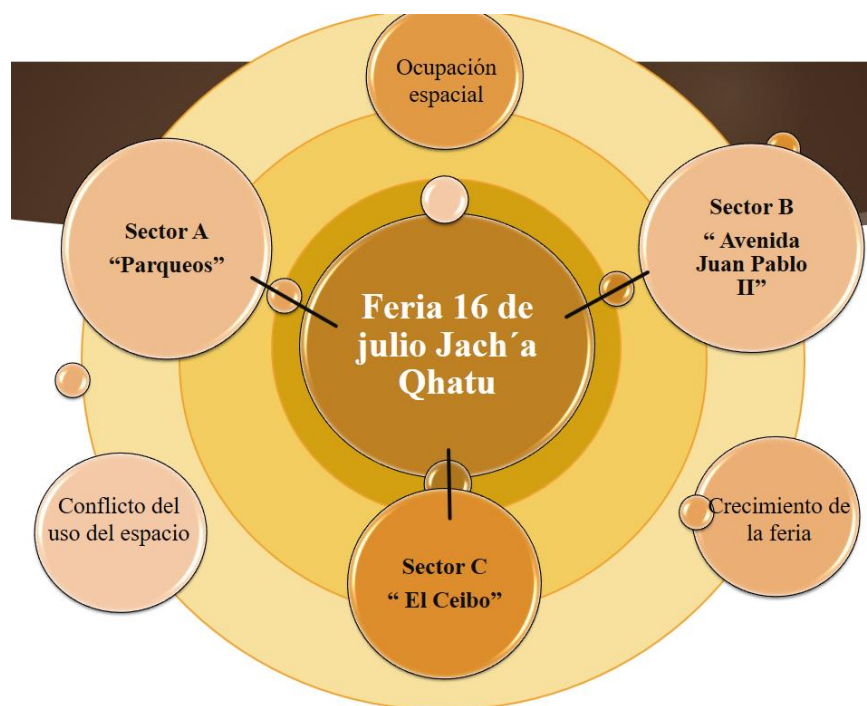 Ocupación
espacial
Sector A
“Parqueos”
Sector B
“ Avenida
Juan Pablo
II”
Feria 16 de
julio Jach´a
Qhatu
Conflicto del
uso del espacio
Crecimiento de
la feria
Sector C
“ El Ceibo”